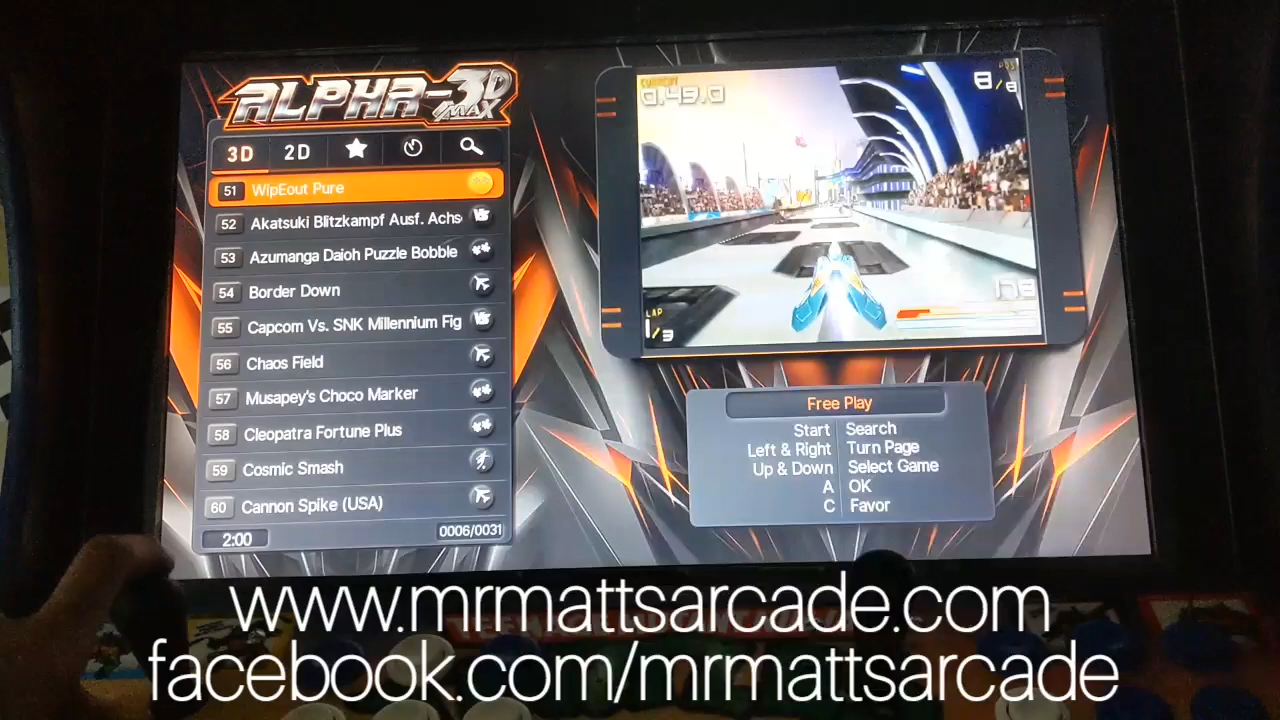 ALPHA-3D MAX
3D 2D
51 WipEout Pure
52 Akatsuki Blitzkampf Ausf. Achs
53 Azumanga Daioh Puzzle Bobble
54 Border Down
55 Capcom Vs. SNK Millennium Fig
56 Chaos Field
57 Musapey's Choco Marker
58 Cleopatra Fortune Plus
59 Cosmic Smash
60 Cannon Spike (USA)
2:00 0006/0031
CURRENT
0.49.0
POS
8/8
LAP
1/3
Free Play
Start Search
Left & Right Turn Page
Up & Down Select Game
A OK
C Favor
www.mrmattsarcade.com
facebook.com/mrmattsarcade